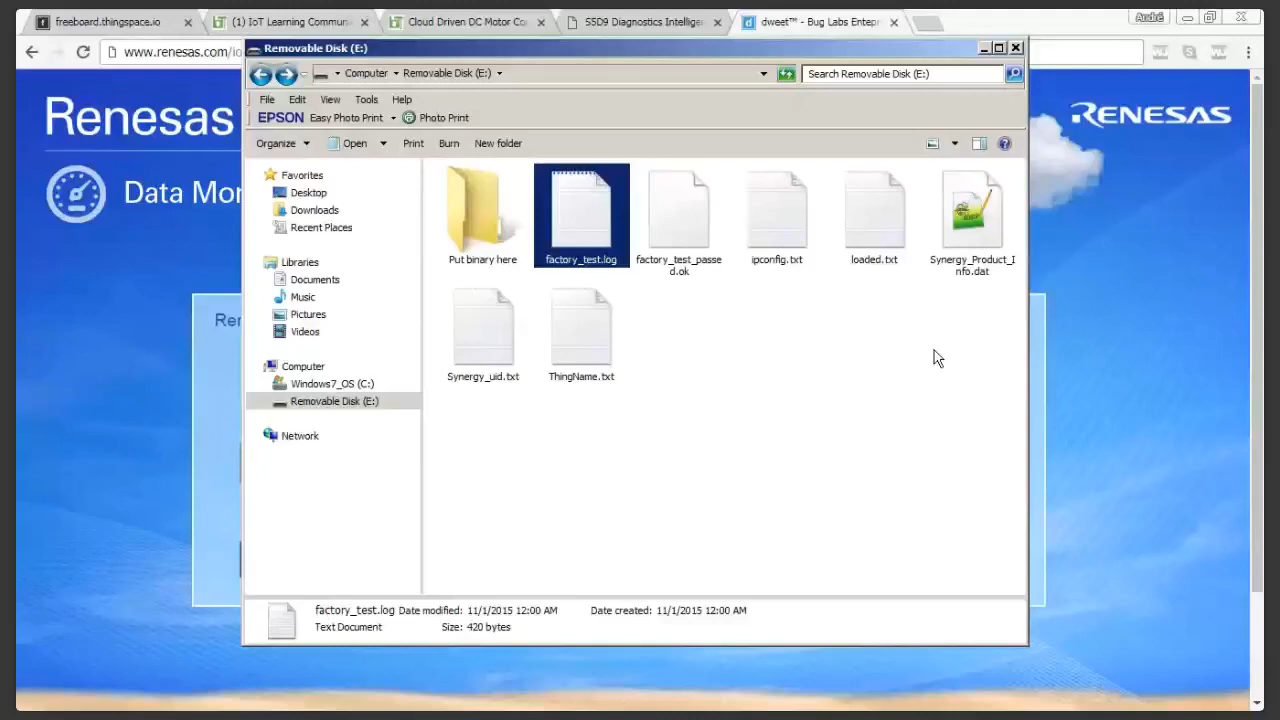 freeboard.thingspace.io
(1) IoT Learning Commun
Cloud Driven DC Motor Co
S5D9 Diagnostics Intellige
dweet™ - Bug Labs Entepr
André
www.renesas.com/io
Removable Disk (E:)
Computer
Removable Disk (E:)
Search Removable Disk (E:)
File Edit View Tools Help
EPSON Easy Photo Print Photo Print
Organize Open Print Burn New folder
Renesas
RENESAS
Data Mon
Rer
Favorites
Desktop
Downloads
Recent Places
Libraries
Documents
Music
Pictures
Videos
Computer
Windows7_OS (C:)
Removable Disk (E:)
Network
Put binary here
factory_test.log
factory_test_passe
d.ok
ipconfig.txt
loaded.txt
Synergy_Product_I
nfo.dat
Synergy_uid.txt
ThingName.txt
factory_test.log Date modified: 11/1/2015 12:00 AM Date created: 11/1/2015 12:00 AM
Text Document Size: 420 bytes